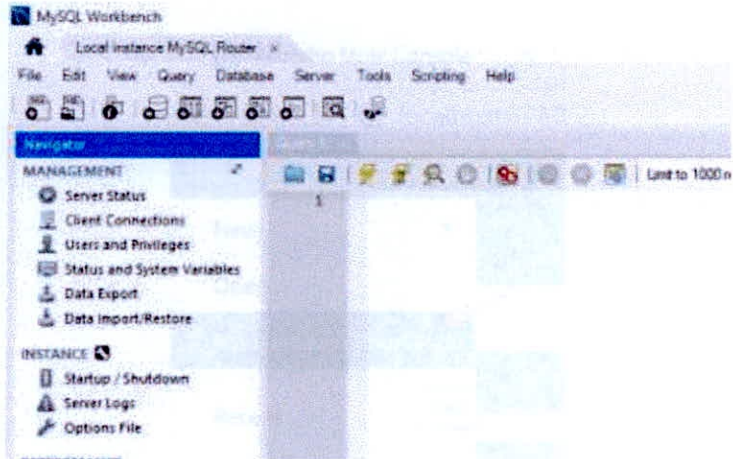 MySQL Workbench
Local instance MySQL Router ×
File Edit View Query Database Server Tools Scripting Help
Navigator
MANAGEMENT
Limit to 1000
Server Status
1
Client Connections
Users and Privileges
Status and System Variables
Data Export
Data Import/Restore
INSTANCE
Startup / Shutdown
Server Logs
Options File